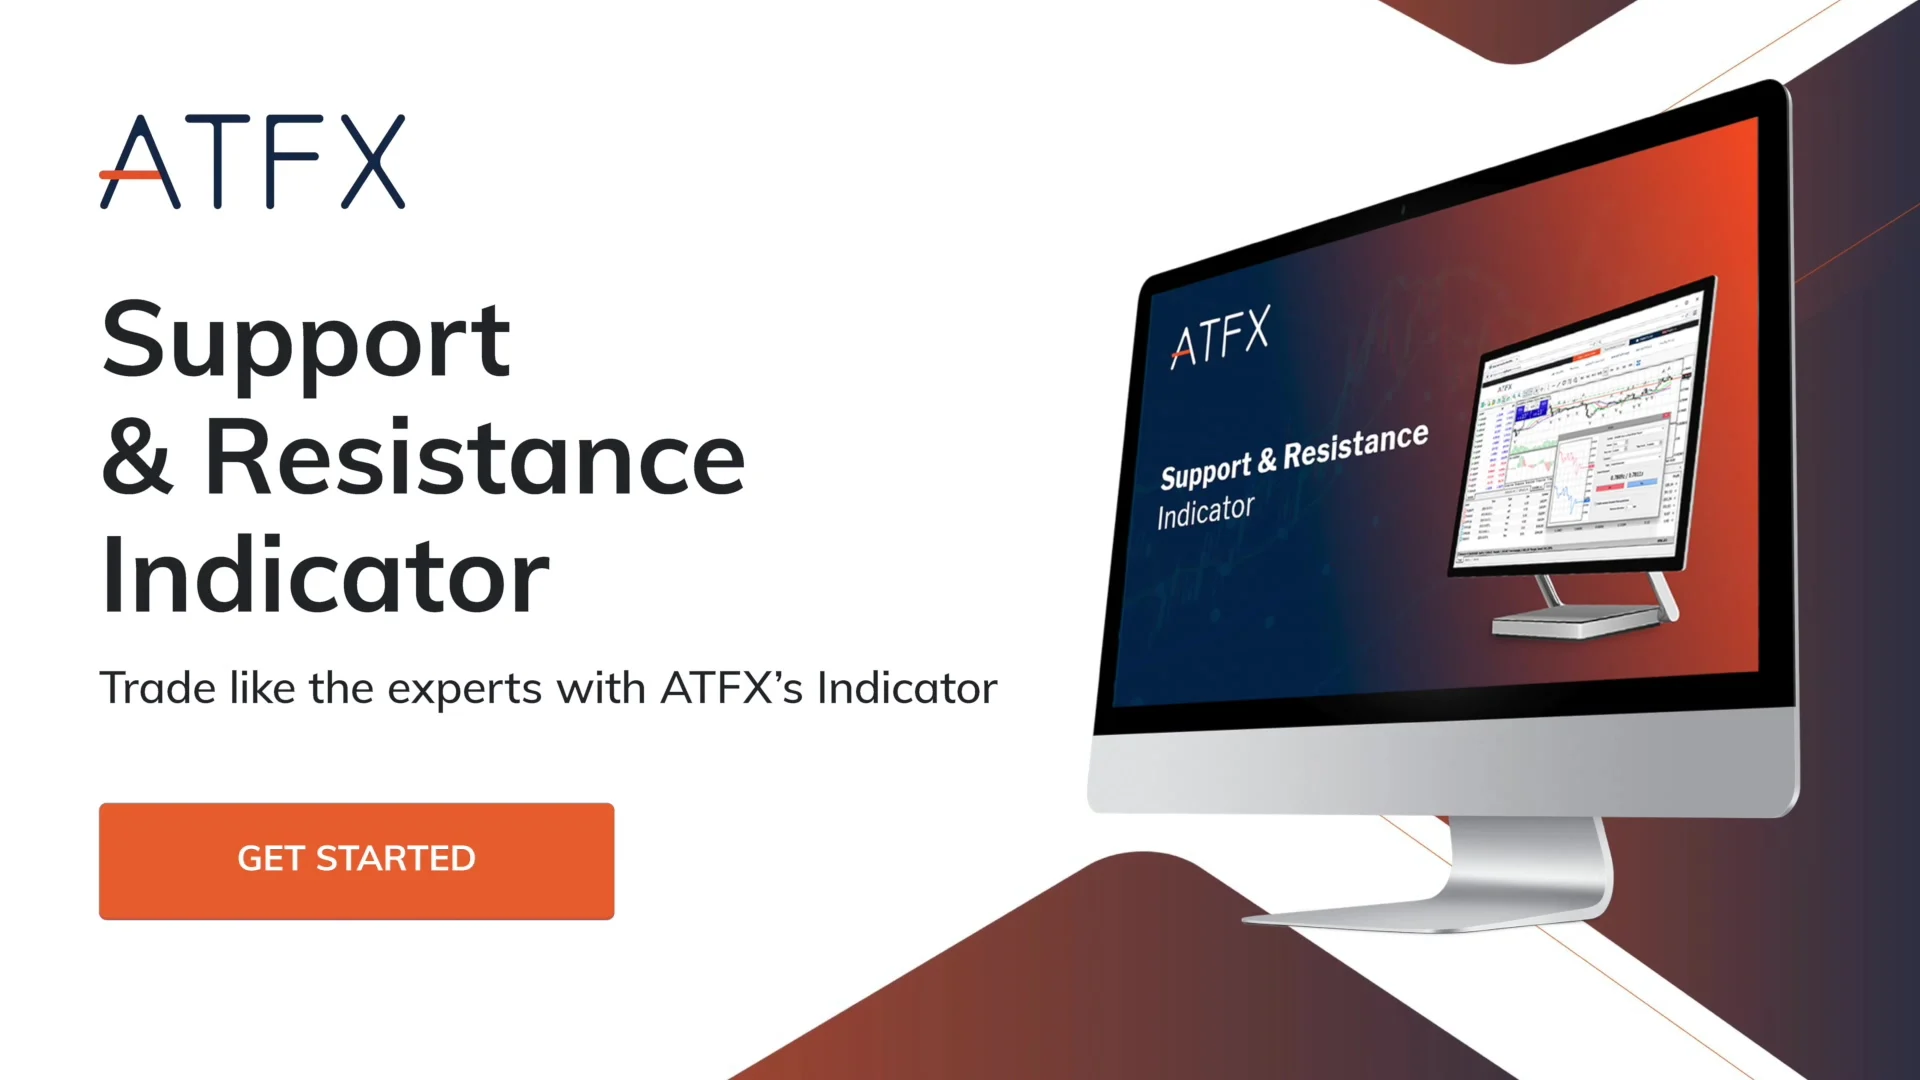 ATFX
Support
& Resistance
Indicator
Trade like the experts with ATFX’s Indicator
GET STARTED
ATFX
Support & Resistance
Indicator